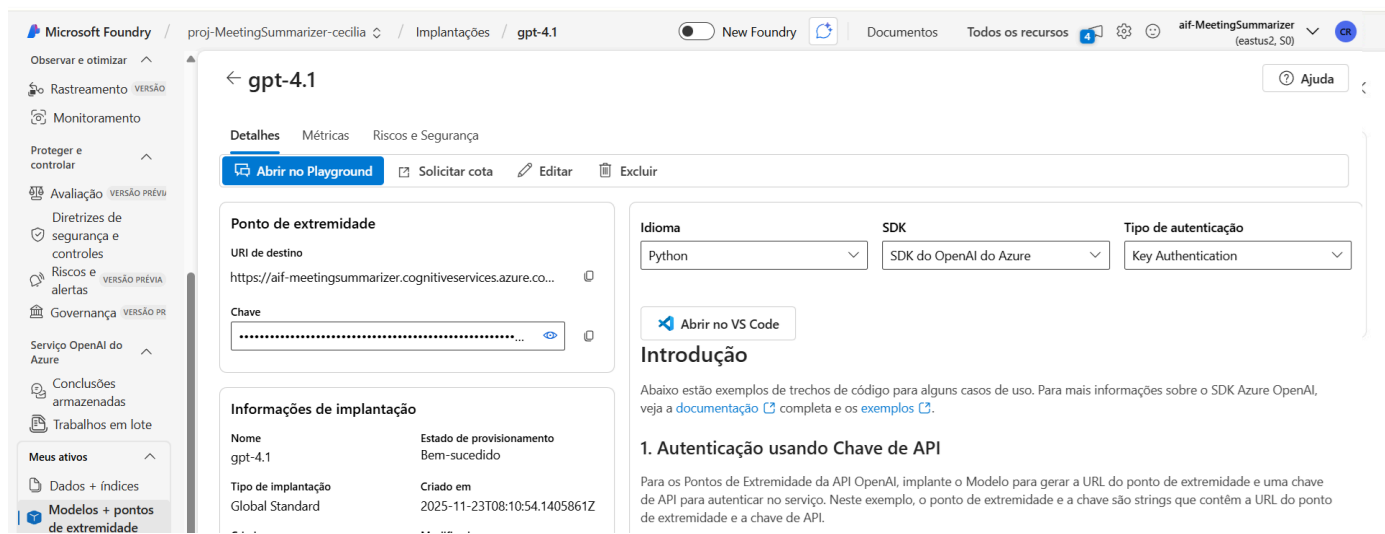 Microsoft Foundry / proj-MeetingSummarizer-cecilia / Implantações / gpt-4.1 New Foundry Documentos Todos os recursos 4 aif-MeetingSummarizer (eastus2, S0) CR
Observar e otimizar
Rastreamento VERSÃO
Monitoramento
Proteger e
controlar
Avaliação VERSÃO PRÉVI
Diretrizes de
segurança e
controles
Riscos e VERSÃO PRÉVIA
alertas
Governança VERSÃO PR
Serviço OpenAI do
Azure
Conclusões
armazenadas
Trabalhos em lote
Meus ativos
Dados + índices
Modelos + pontos
de extremidade
gpt-4.1
Ajuda
Detalhes Métricas Riscos e Segurança
Abrir no Playground Solicitar cota Editar Excluir
Ponto de extremidade
URI de destino
https://aif-meetingsummarizer.cognitiveservices.azure.co...
Chave
••••••••••••••••••••••••••••••••••••••••••••••••••••...
Informações de implantação
Nome Estado de provisionamento
gpt-4.1 Bem-sucedido
Tipo de implantação Criado em
Global Standard 2025-11-23T08:10:54.1405861Z
Idioma SDK Tipo de autenticação
Python SDK do OpenAI do Azure Key Authentication
Abrir no VS Code
Introdução
Abaixo estão exemplos de trechos de código para alguns casos de uso. Para mais informações sobre o SDK Azure OpenAI,
veja a documentação completa e os exemplos.
1. Autenticação usando Chave de API
Para os Pontos de Extremidade da API OpenAI, implante o Modelo para gerar a URL do ponto de extremidade e uma chave
de API para autenticar no serviço. Neste exemplo, o ponto de extremidade e a chave são strings que contêm a URL do ponto
de extremidade e a chave de API.